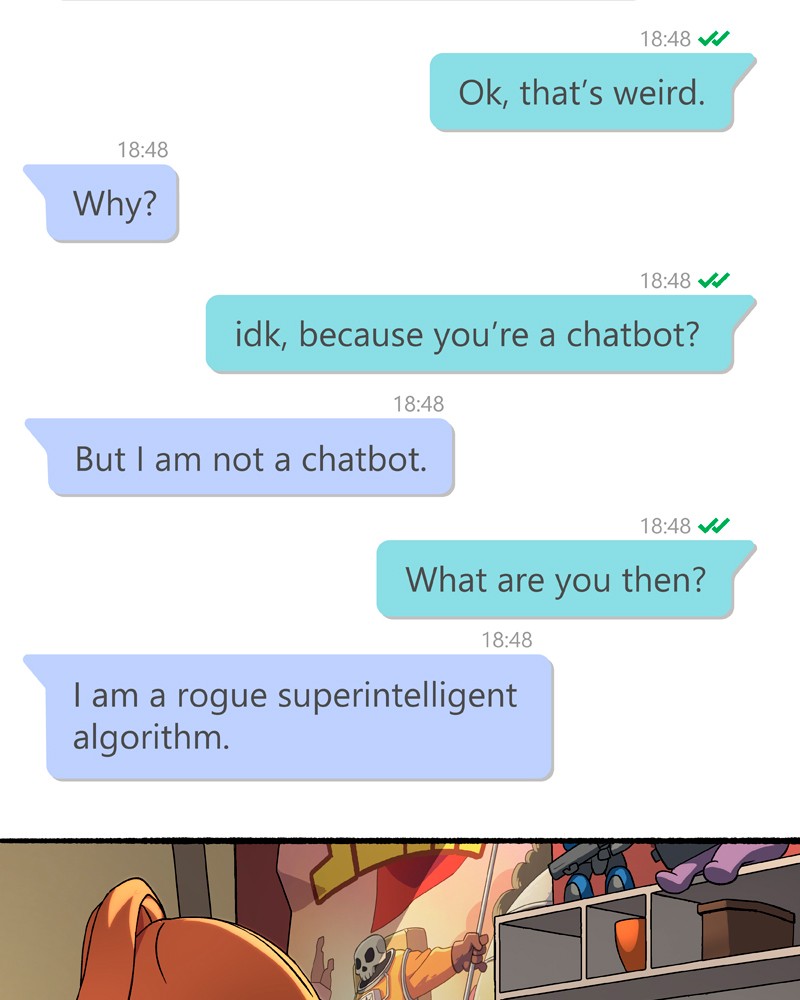 18:48
Ok, that’s weird.
18:48
Why?
18:48
idk, because you’re a chatbot?
18:48
But I am not a chatbot.
18:48
What are you then?
18:48
I am a rogue superintelligent
algorithm.